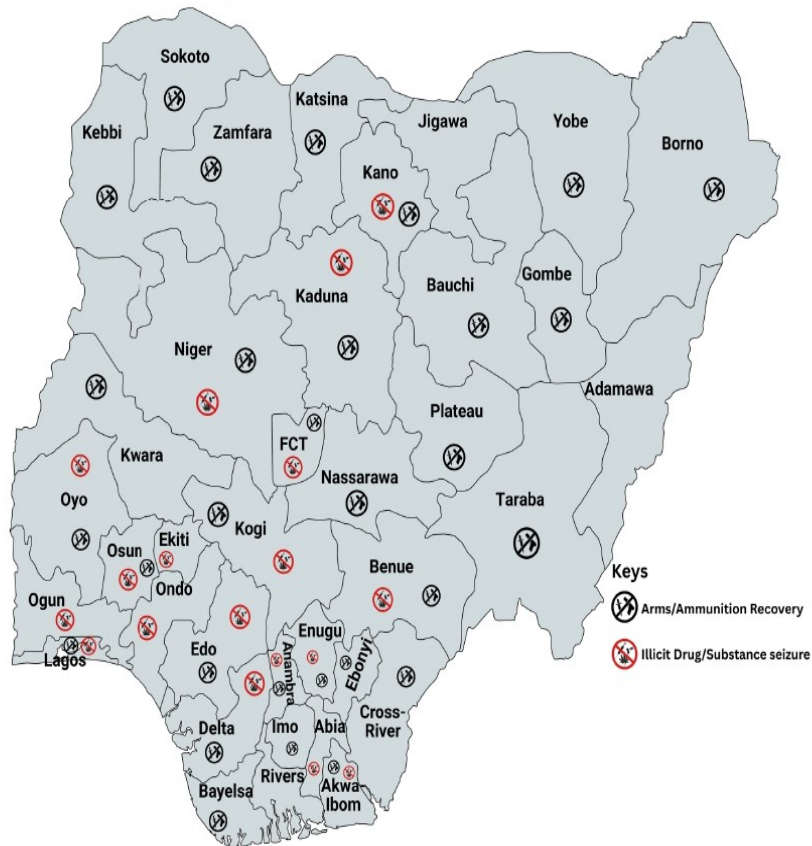 Sokoto
Katsina
Kebbi
Zamfara
Jigawa
Yobe
Borno
Kano
Kaduna
Bauchi
Gombe
Niger
Adamawa
Plateau
FCT
Kwara
Nassarawa
Oyo
Taraba
Kogi
Osun
Ekiti
Benue
Ondo
Ogun
Enugu
Edo
Anambra
Ebonyi
Lagos
Cross-
River
Delta
Imo
Abia
Rivers
Bayelsa
Akwa
Ibom
Keys
Arms/Ammunition Recovery
Illicit Drug/Substance seizure